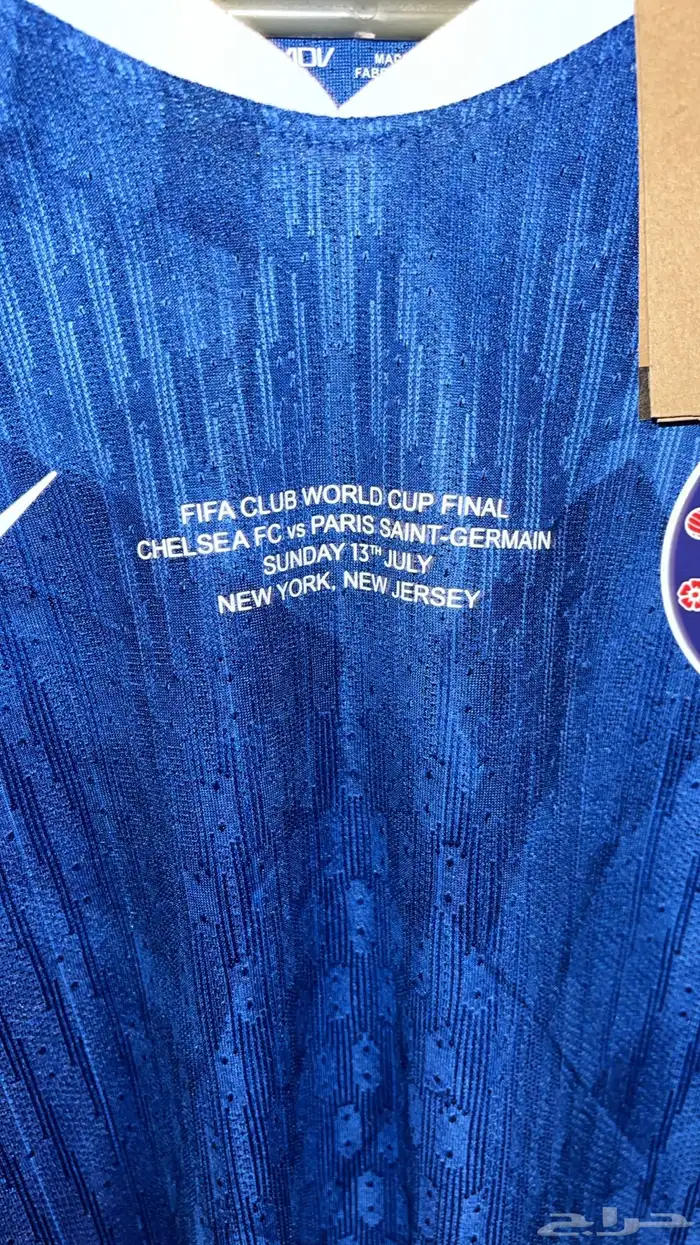 ADV
FIFA CLUB WORLD CUP FINAL
CHELSEA FC vs PARIS SAINT-GERMAIN
SUNDAY 13TH JULY
NEW YORK, NEW JERSEY
حراج